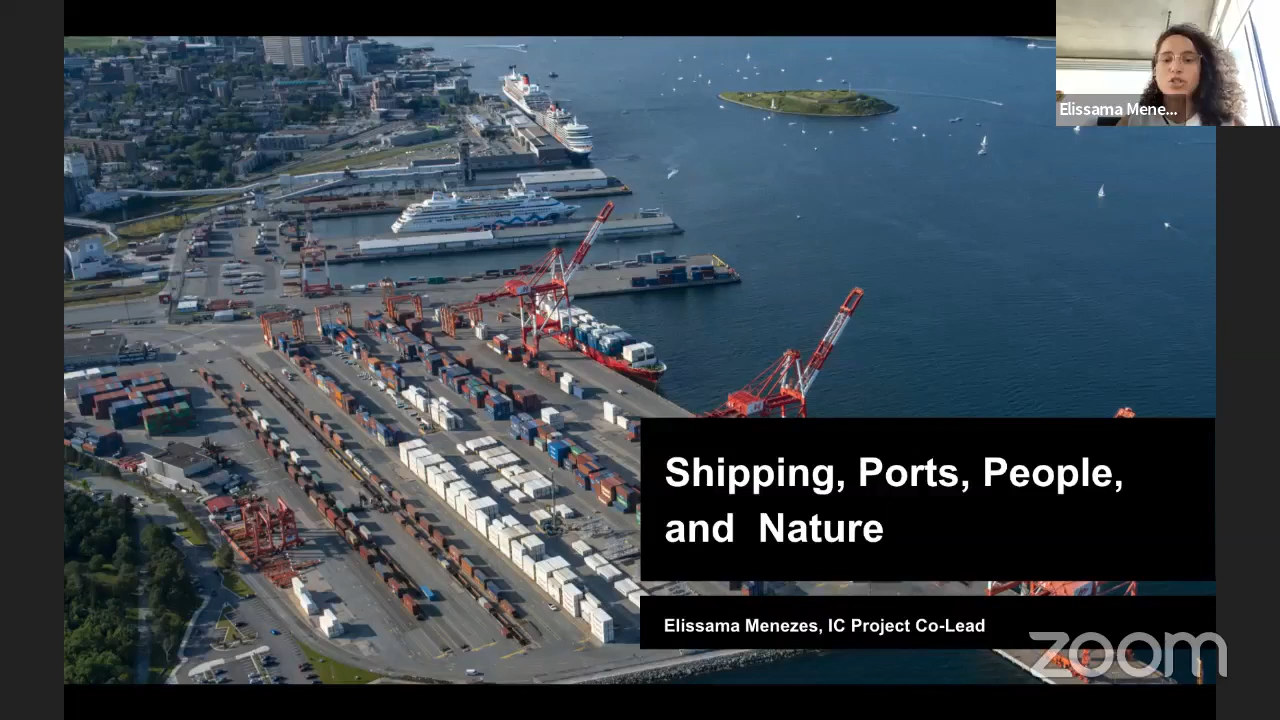 Elissama Mene...
Shipping, Ports, People,
and Nature
Elissama Menezes, IC Project Co-Lead
zoom